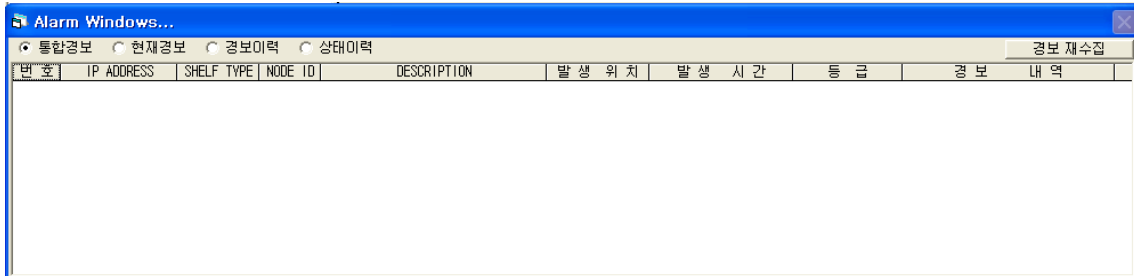 Alarm Windows...
통합경보 현재경보 경보이력 상태이력 경보 재수집
번 호 IP ADDRESS SHELF TYPE NODE ID DESCRIPTION 발 생 위 치 발 생 시 간 등 급 경 보 내 역